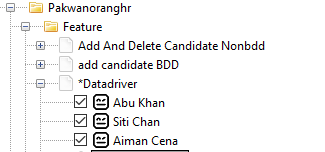 Pakwanoranghr
Feature
Add And Delete Candidate Nonbdd
add candidate BDD
*Datadriver
Abu Khan
Siti Chan
Aiman Cena